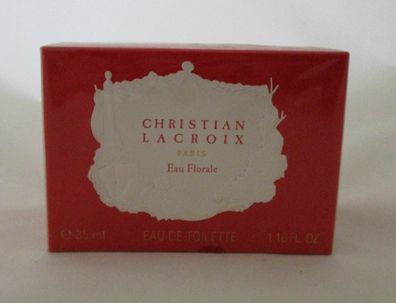 CHRISTIAN
LACROIX
PARIS
Eau Florale
℮ 35 ml EAU-DE-TOILETTE 1.16 FL. OZ